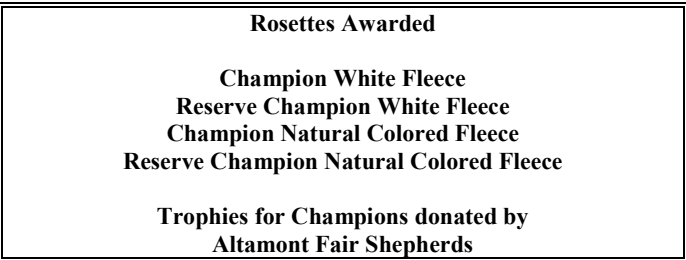 Rosettes Awarded
Champion White Fleece
Reserve Champion White Fleece
Champion Natural Colored Fleece
Reserve Champion Natural Colored Fleece
Trophies for Champions donated by
Altamont Fair Shepherds